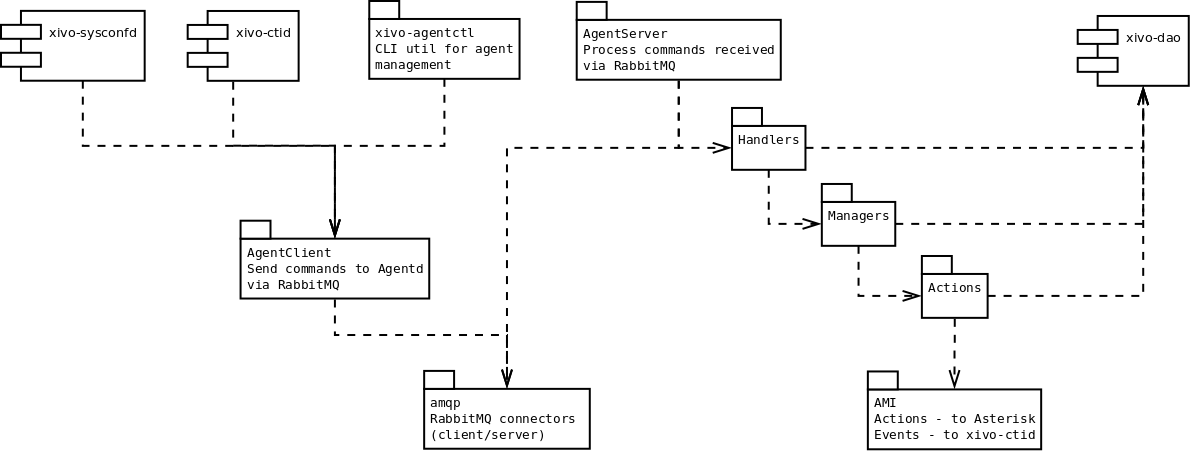 xivo-sysconfd
xivo-ctid
xivo-agentctl
CLI util for agent
management
AgentServer
Process commands received
via RabbitMQ
xivo-dao
Handlers
Managers
AgentClient
Send commands to Agentd
via RabbitMQ
Actions
amqp
RabbitMQ connectors
(client/server)
AMI
Actions - to Asterisk
Events - to xivo-ctid